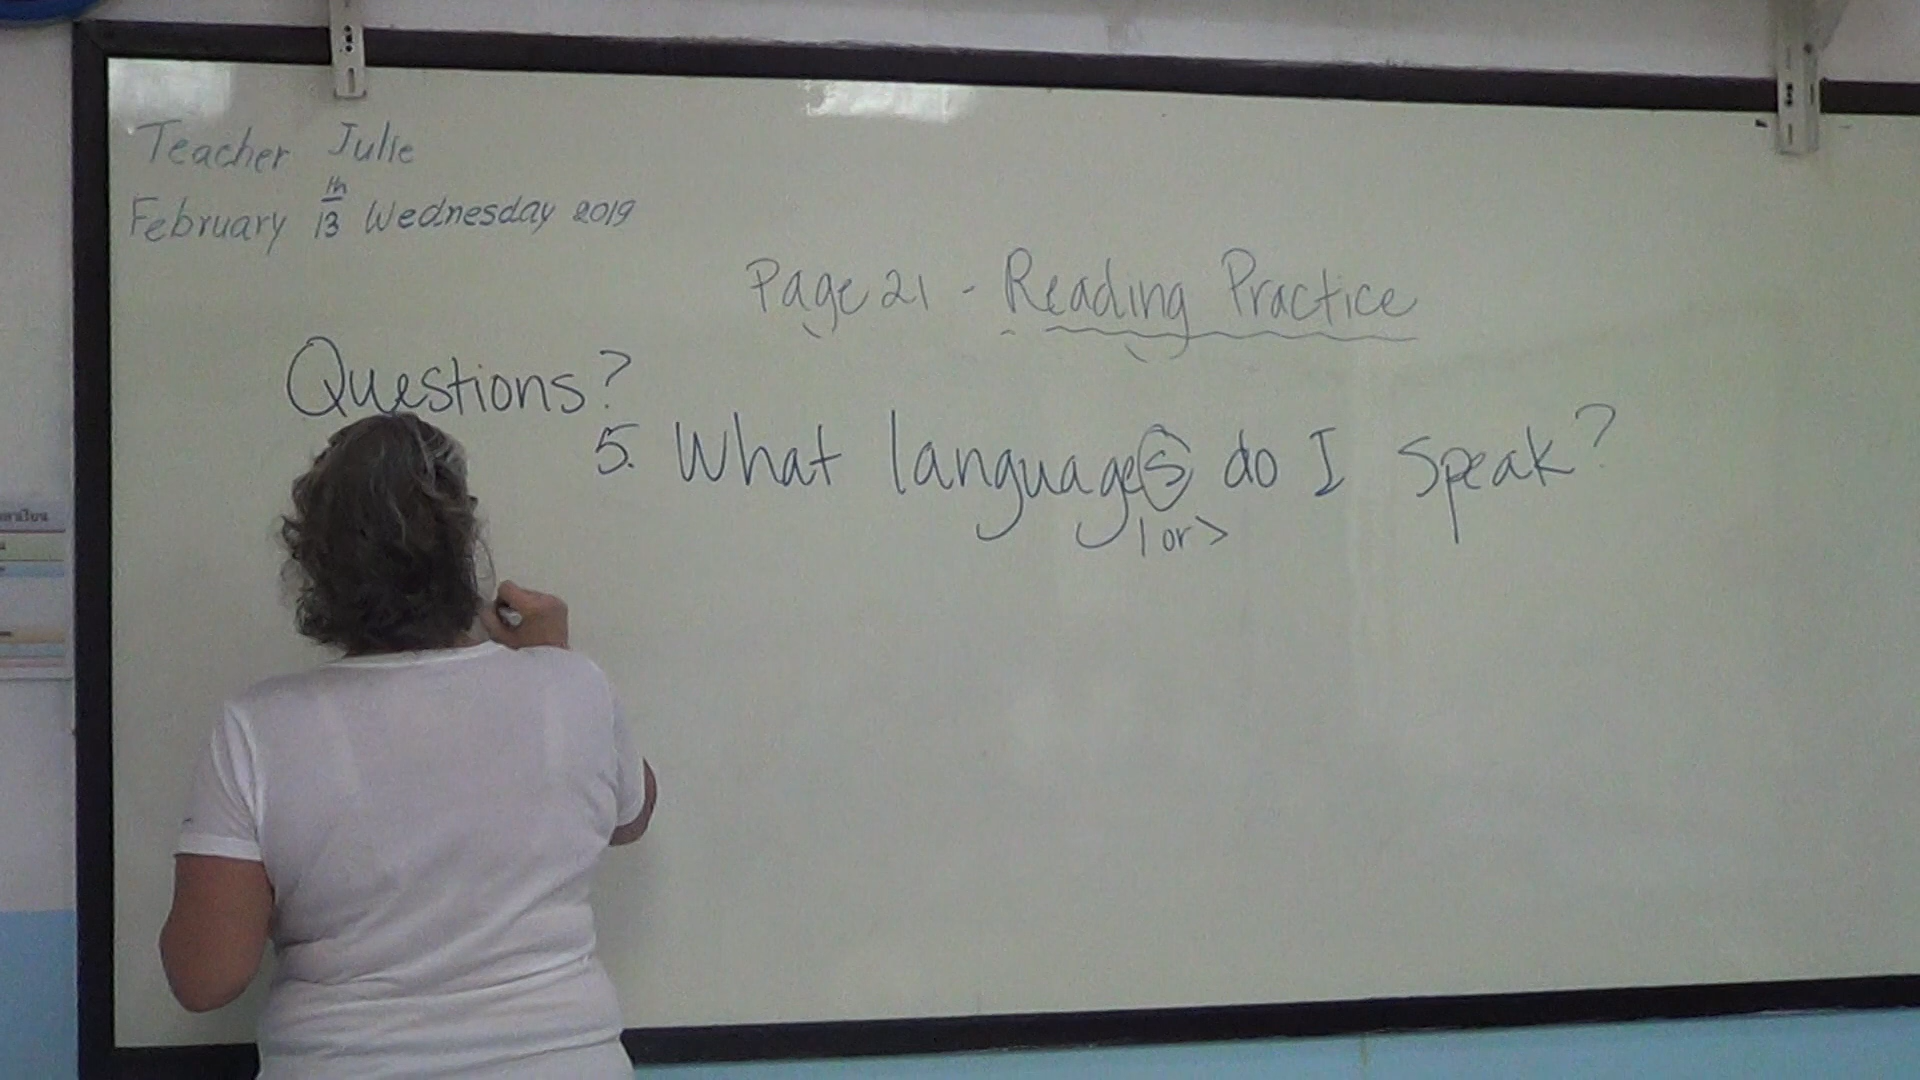 Teacher Julie
February 13th Wednesday 2019
Page 21 - Reading Practice
Questions?
5. What languages do I speak?
1 or >